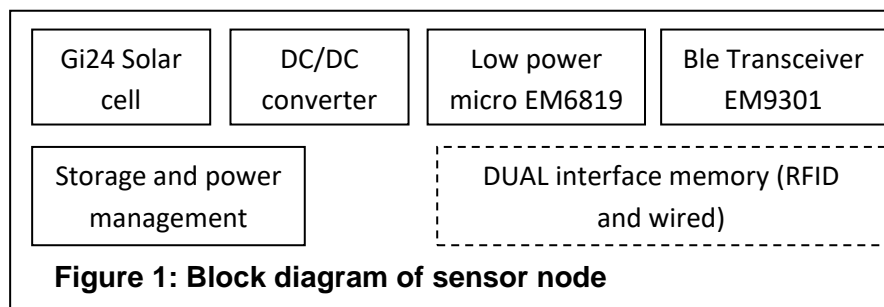 Gi24 Solar
cell
DC/DC
converter
Low power
micro EM6819
Ble Transceiver
EM9301
Storage and power
management
DUAL interface memory (RFID
and wired)
Figure 1: Block diagram of sensor node